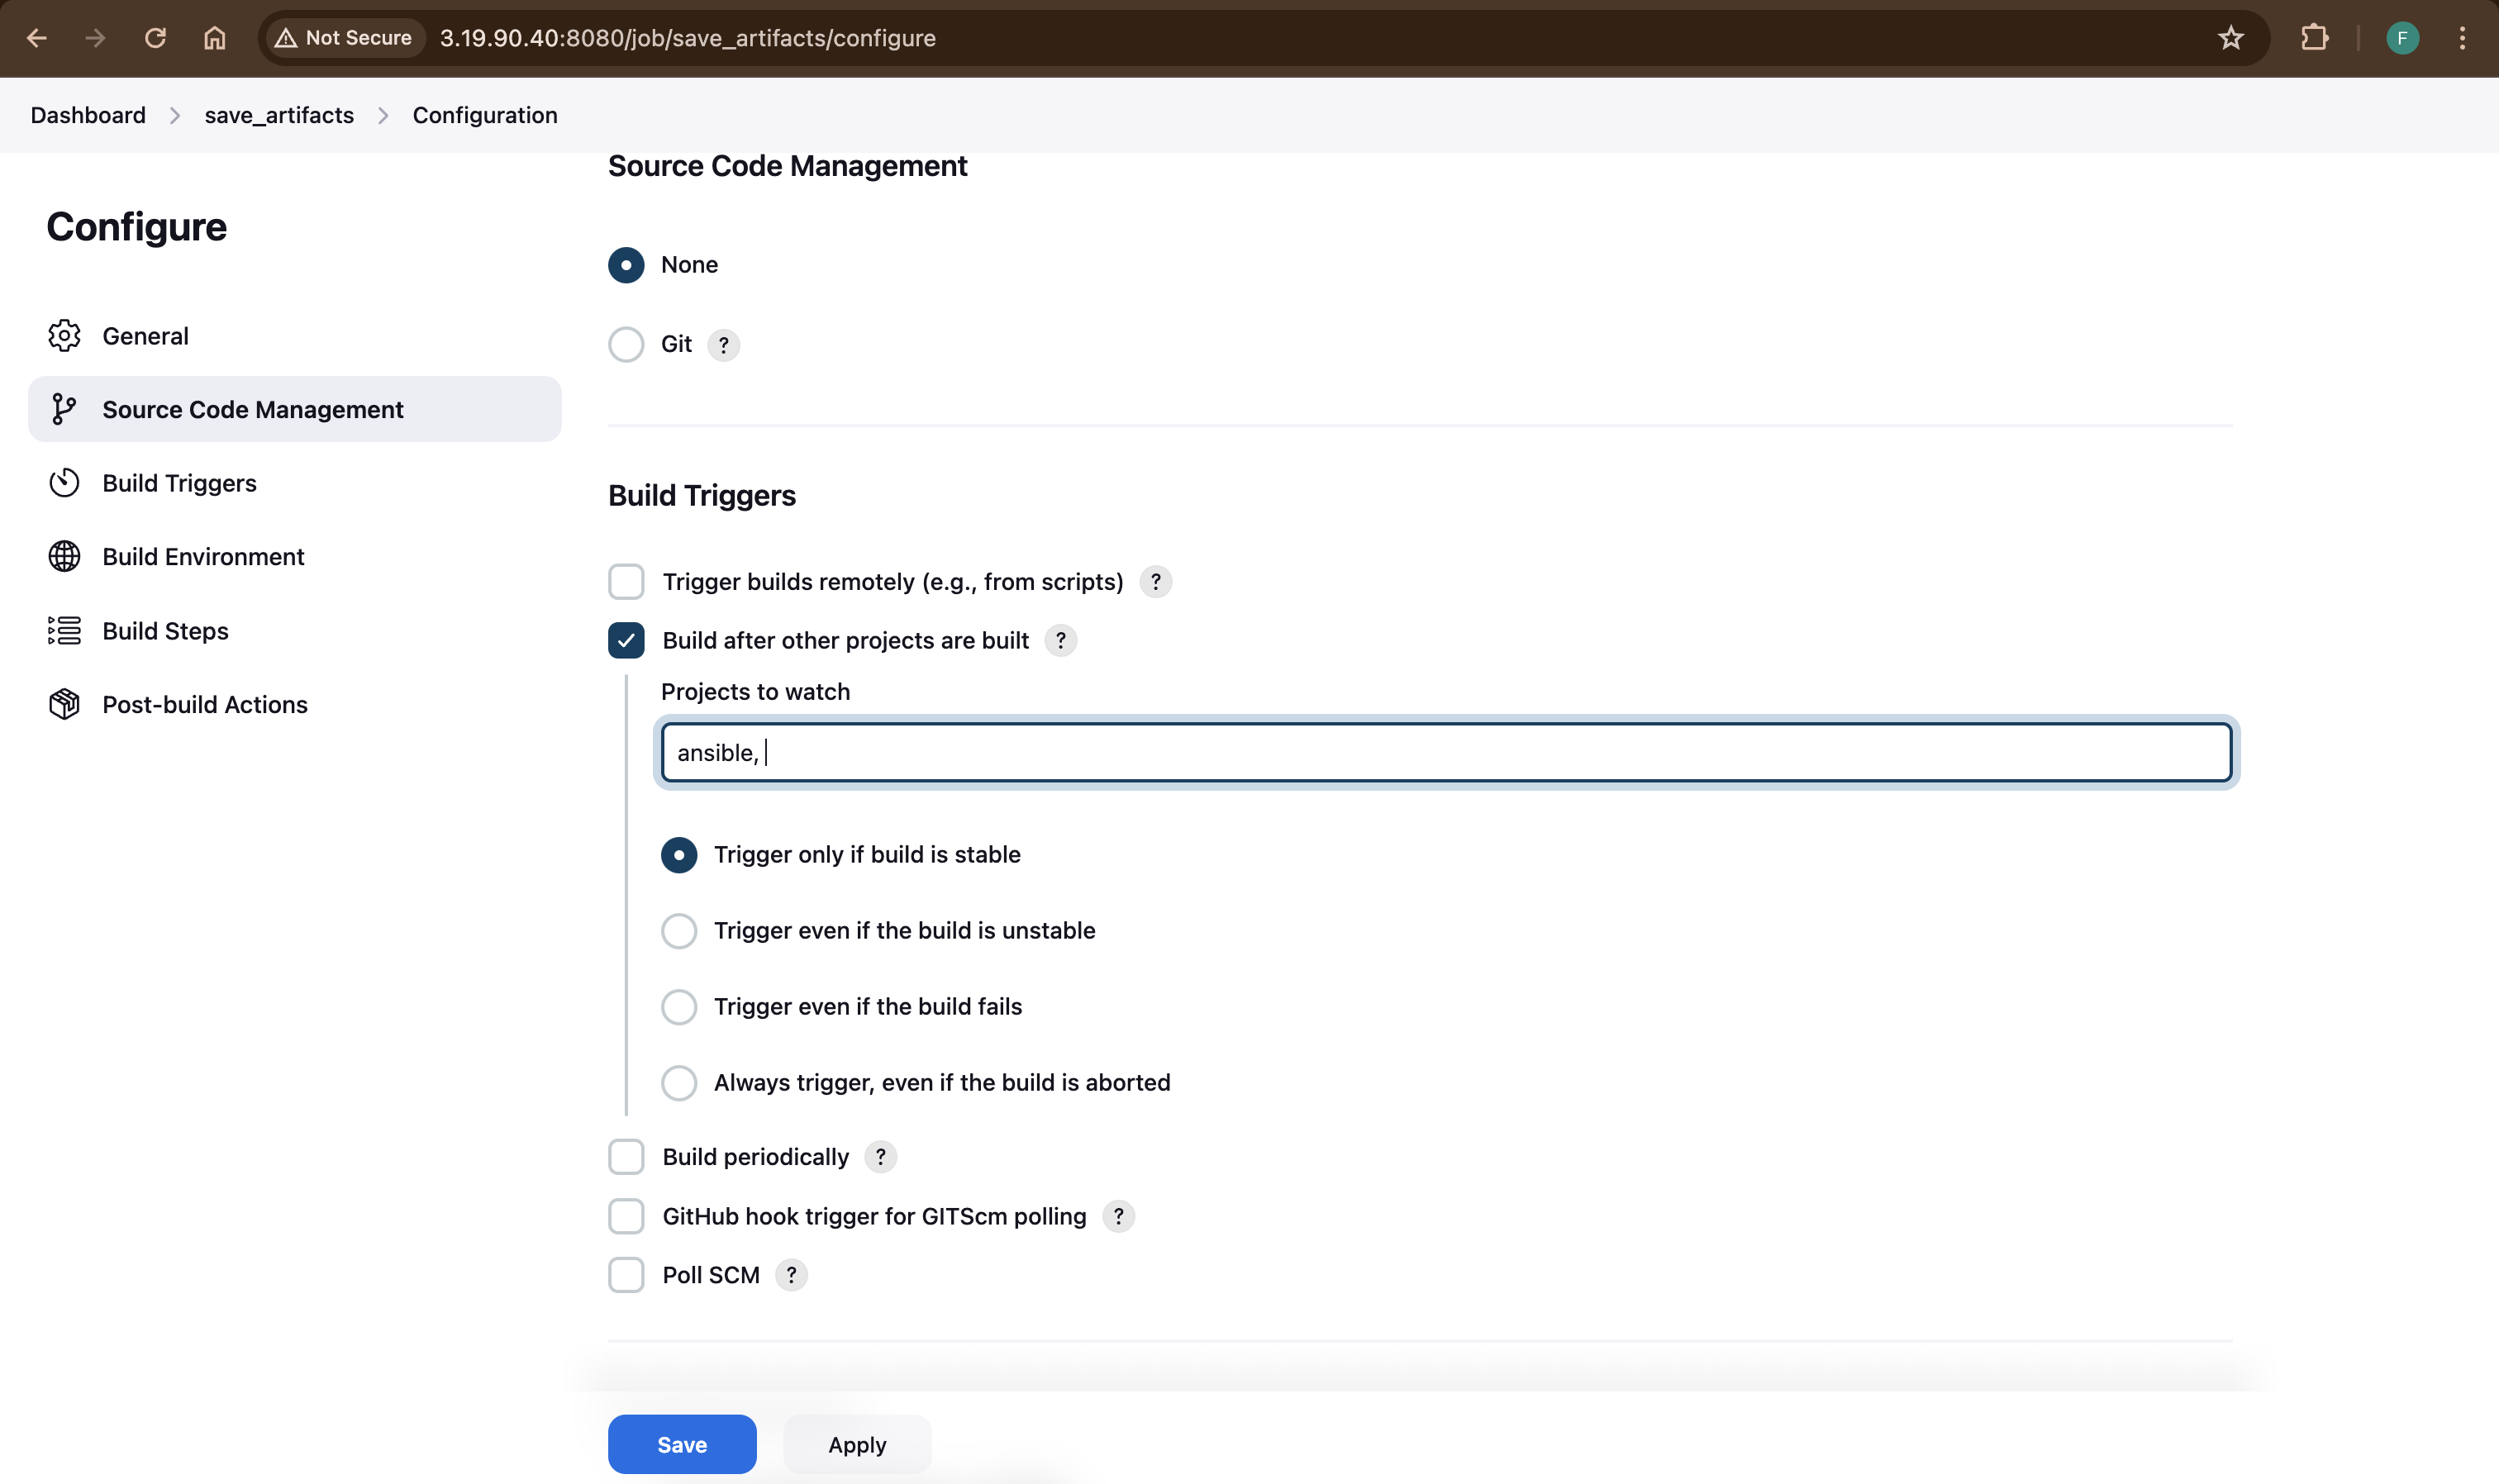 Not Secure 3.19.90.40:8080/job/save_artifacts/configure F
Dashboard > save_artifacts > Configuration
Configure
General
Source Code Management
Build Triggers
Build Environment
Build Steps
Post-build Actions
Source Code Management
None
Git ?
Build Triggers
Trigger builds remotely (e.g., from scripts) ?
Build after other projects are built ?
Projects to watch
ansible,
Trigger only if build is stable
Trigger even if the build is unstable
Trigger even if the build fails
Always trigger, even if the build is aborted
Build periodically ?
GitHub hook trigger for GITScm polling ?
Poll SCM ?
Save Apply